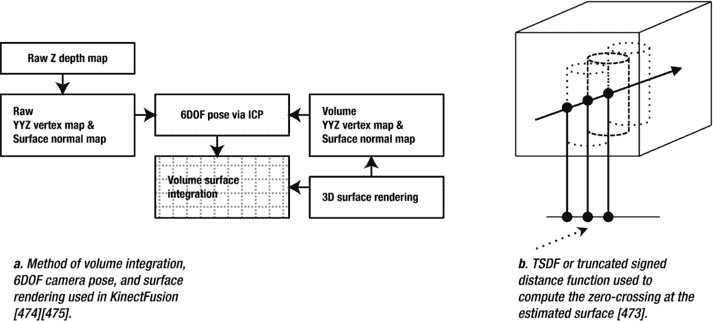 Raw Z depth map
Raw
YYZ vertex map &
Surface normal map
6DOF pose via ICP
Volume
YYZ vertex map &
Surface normal map
Volume surface
integration
3D surface rendering
a. Method of volume integration,
6DOF camera pose, and surface
rendering used in KinectFusion
[474][475].
b. TSDF or truncated signed
distance function used to
compute the zero-crossing at the
estimated surface [473].